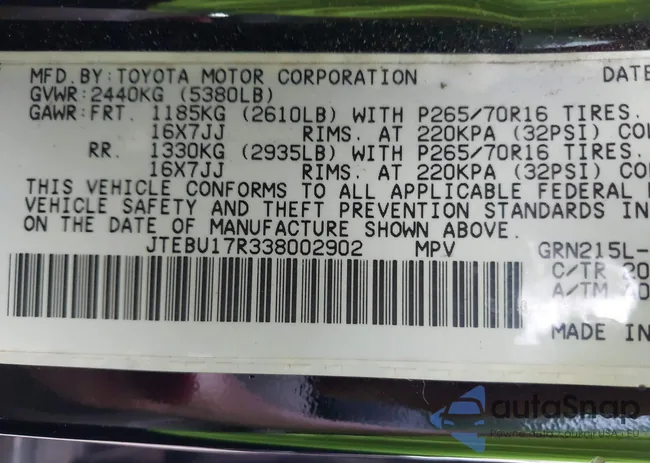 MFD.BY:TOYOTA MOTOR CORPORATION DATE
GVWR:2440KG (5380LB)
GAWR:FRT. 1185KG (2610LB) WITH P265/70R16 TIRES.
16X7JJ RIMS. AT 220KPA (32PSI) CO
RR. 1330KG (2935LB) WITH P265/70R16 TIRES.
16X7JJ RIMS. AT 220KPA (32PSI) CO
THIS VEHICLE CONFORMS TO ALL APPLICABLE FEDERAL
VEHICLE SAFETY AND THEFT PREVENTION STANDARDS IN
ON THE DATE OF MANUFACTURE SHOWN ABOVE.
JTEBU17R338002902 MPV GRN215L-
C/TR 20
A/TM A0
MADE IN
autoSnap